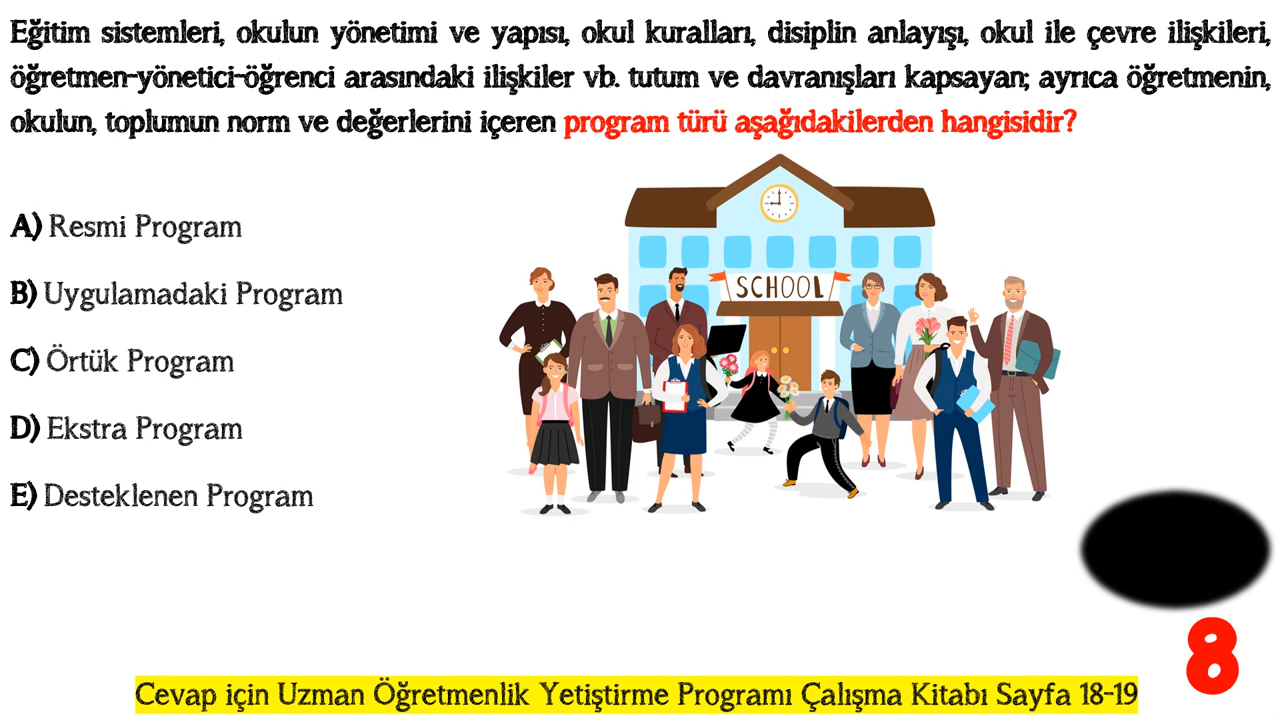 Eğitim sistemleri, okulun yönetimi ve yapısı, okul kuralları, disiplin anlayışı, okul ile çevre ilişkileri,
öğretmen-yönetici-öğrenci arasındaki ilişkiler vb. tutum ve davranışları kapsayan; ayrıca öğretmenin,
okulun, toplumun norm ve değerlerini içeren program türü aşağıdakilerden hangisidir?
A) Resmi Program
B) Uygulamadaki Program
C) Örtük Program
D) Ekstra Program
E) Desteklenen Program
SCHOOL
8
Cevap için Uzman Öğretmenlik Yetiştirme Programı Çalışma Kitabı Sayfa 18-19